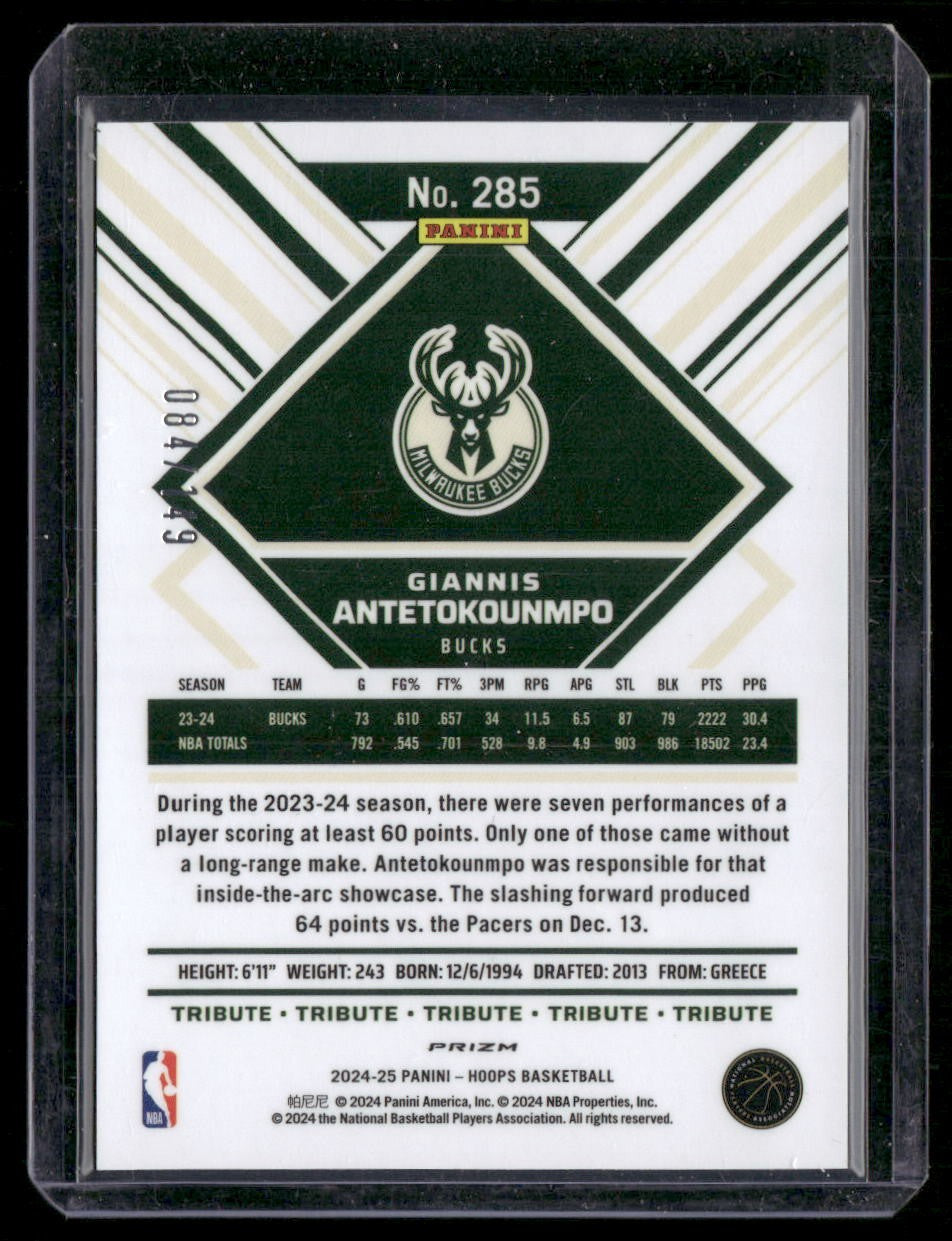 No. 285
PANINI
084/149
MILWAUKEE BUCKS
GIANNIS
ANTETOKOUNMPO
BUCKS
SEASON TEAM G FG% FT% 3PM RPG APG STL BLK PTS PPG
23-24 BUCKS 73 .610 .657 34 11.5 6.5 87 79 2222 30.4
NBA TOTALS 792 .545 .701 528 9.8 4.9 903 986 18502 23.4
During the 2023-24 season, there were seven performances of a
player scoring at least 60 points. Only one of those came without
a long-range make. Antetokounmpo was responsible for that
inside-the-arc showcase. The slashing forward produced
64 points vs. the Pacers on Dec. 13.
HEIGHT: 6'11” WEIGHT: 243 BORN: 12/6/1994 DRAFTED: 2013 FROM: GREECE
TRIBUTE • TRIBUTE • TRIBUTE • TRIBUTE • TRIBUTE
PRIZM
2024-25 PANINI – HOOPS BASKETBALL
帕尼尼 © 2024 Panini America, Inc. © 2024 NBA Properties, Inc.
© 2024 the National Basketball Players Association. All rights reserved.
NBA
NATIONAL BASKETBALL PLAYERS ASSOCIATION